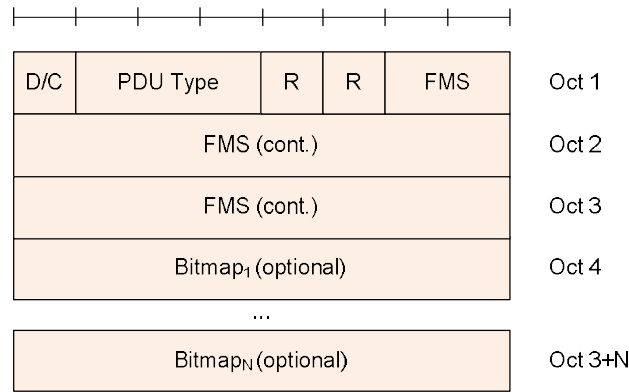 D/C PDU Type R R FMS Oct 1
FMS (cont.) Oct 2
FMS (cont.) Oct 3
Bitmap₁ (optional) Oct 4
...
Bitmap_N (optional) Oct 3+N